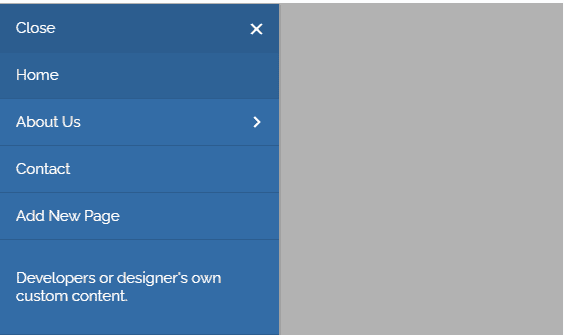 Close
Home
About Us
Contact
Add New Page
Developers or designer's own
custom content.